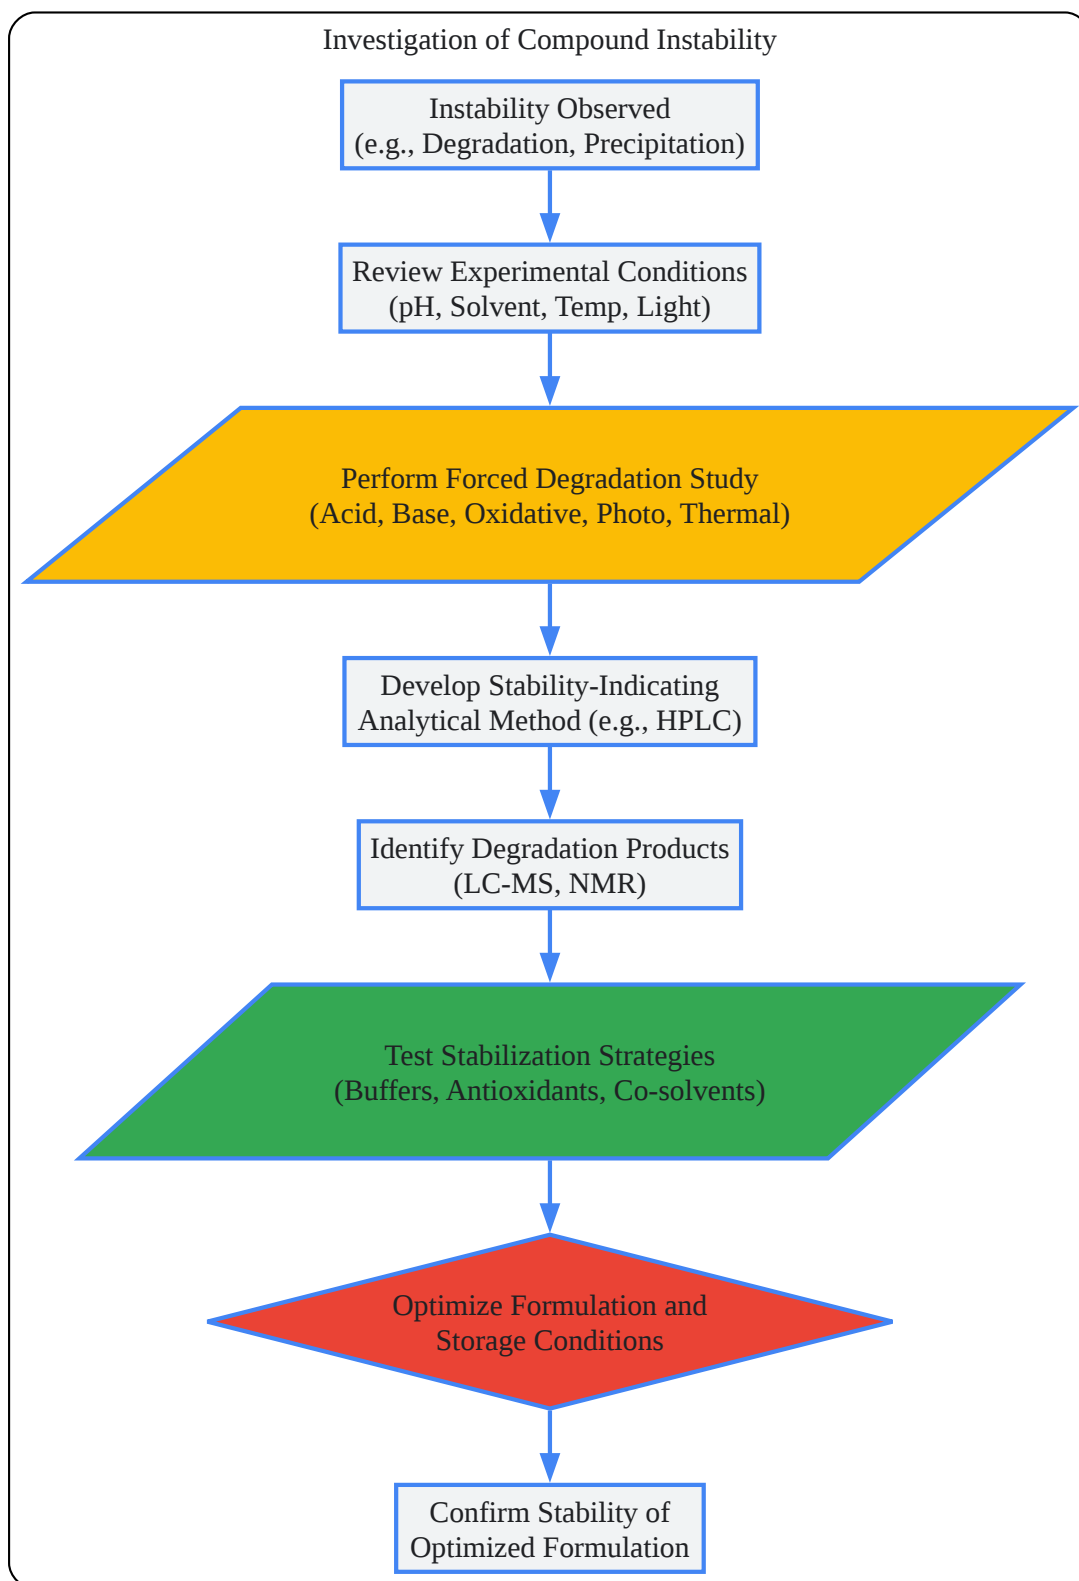 Investigation of Compound Instability
Instability Observed
(e.g., Degradation, Precipitation)
Review Experimental Conditions
(pH, Solvent, Temp, Light)
Perform Forced Degradation Study
(Acid, Base, Oxidative, Photo, Thermal)
Develop Stability-Indicating
Analytical Method (e.g., HPLC)
Identify Degradation Products
(LC-MS, NMR)
Test Stabilization Strategies
(Buffers, Antioxidants, Co-solvents)
Optimize Formulation and
Storage Conditions
Confirm Stability of
Optimized Formulation